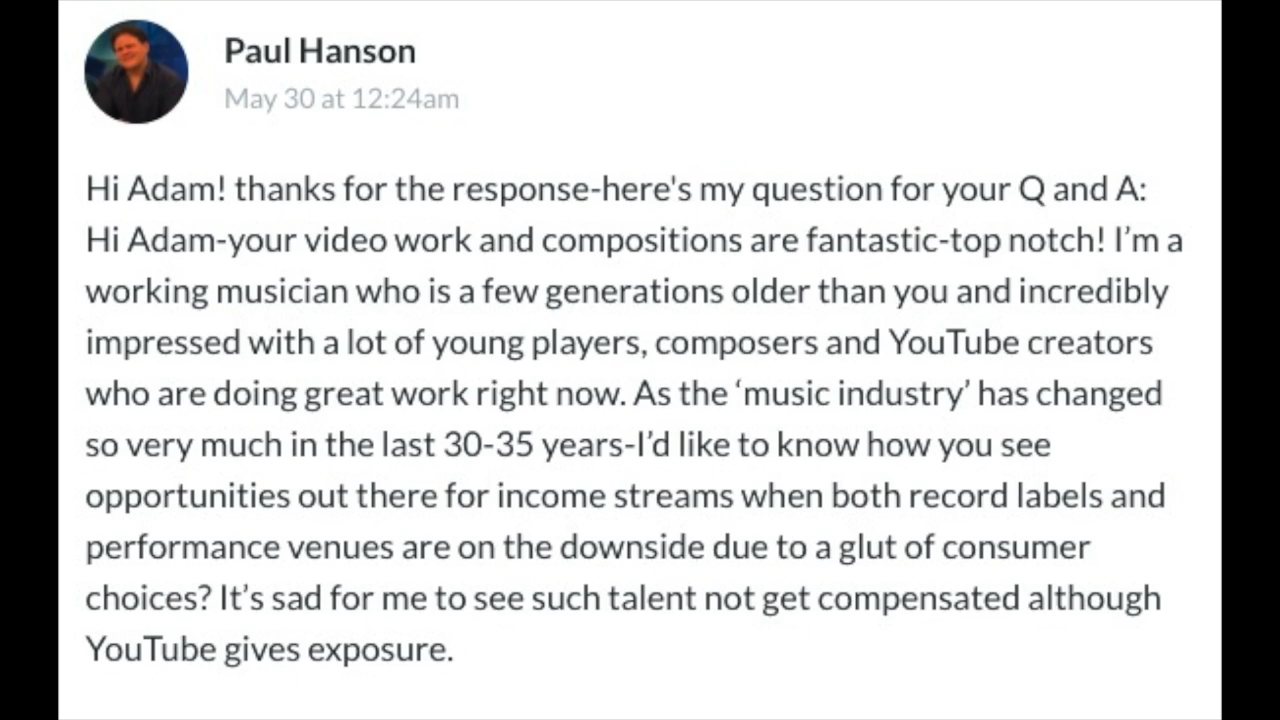 Paul Hanson
May 30 at 12:24am
Hi Adam! thanks for the response-here's my question for your Q and A:
Hi Adam-your video work and compositions are fantastic-top notch! I’m a
working musician who is a few generations older than you and incredibly
impressed with a lot of young players, composers and YouTube creators
who are doing great work right now. As the ‘music industry’ has changed
so very much in the last 30-35 years-I’d like to know how you see
opportunities out there for income streams when both record labels and
performance venues are on the downside due to a glut of consumer
choices? It’s sad for me to see such talent not get compensated although
YouTube gives exposure.